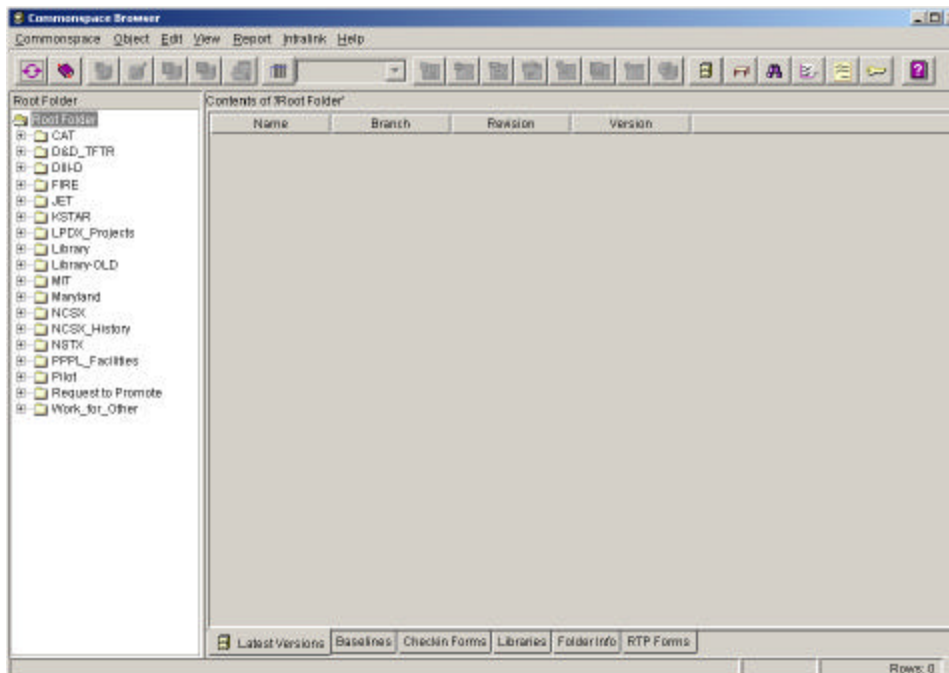 Commonspace Browser
Commonspace Object Edit View Report Intralink Help
Root Folder
Contents of 'Root Folder'
Name Branch Revision Version
Root Folder
CAT
D&D_TFTR
DIII-D
FIRE
JET
KSTAR
LPDX_Projects
Library
Library-OLD
MIT
Maryland
NCSX
NCSX_History
NSTX
PPPL_Facilities
Pilot
Request to Promote
Work_for_Other
Latest Versions Baselines Checkin Forms Libraries Folder Info RTP Forms
Rows: 0